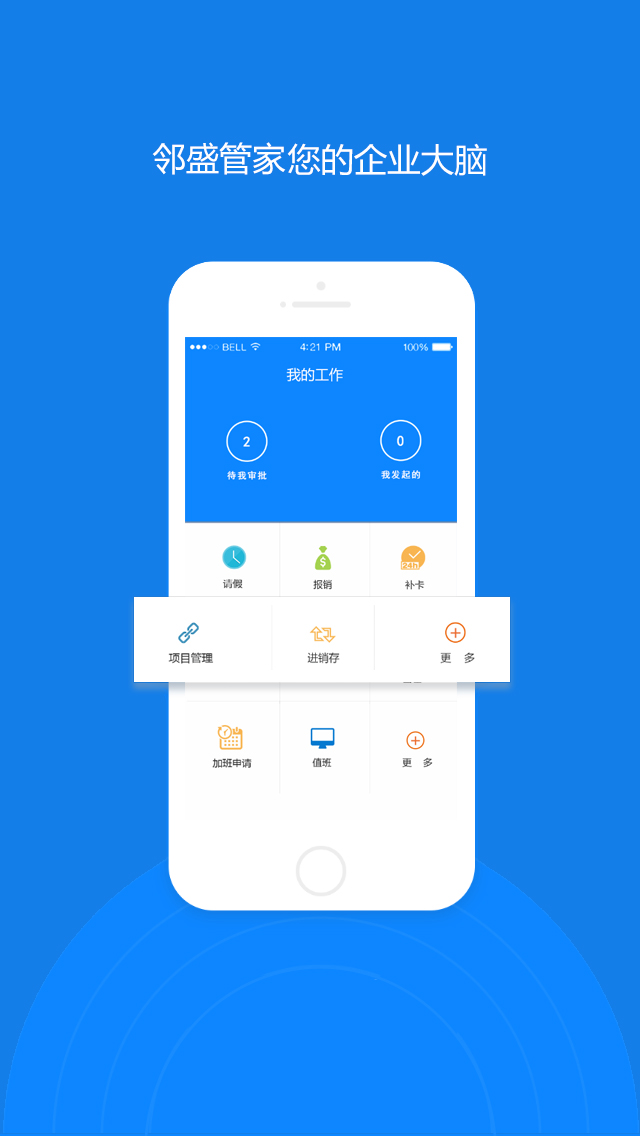 邻盛管家您的企业大脑
BELL 4:21 PM 100%
我的工作
2 0
待我审批 我发起的
24h
请假 报销 补卡
项目管理 进销存 更 多
加班申请 值班 更 多